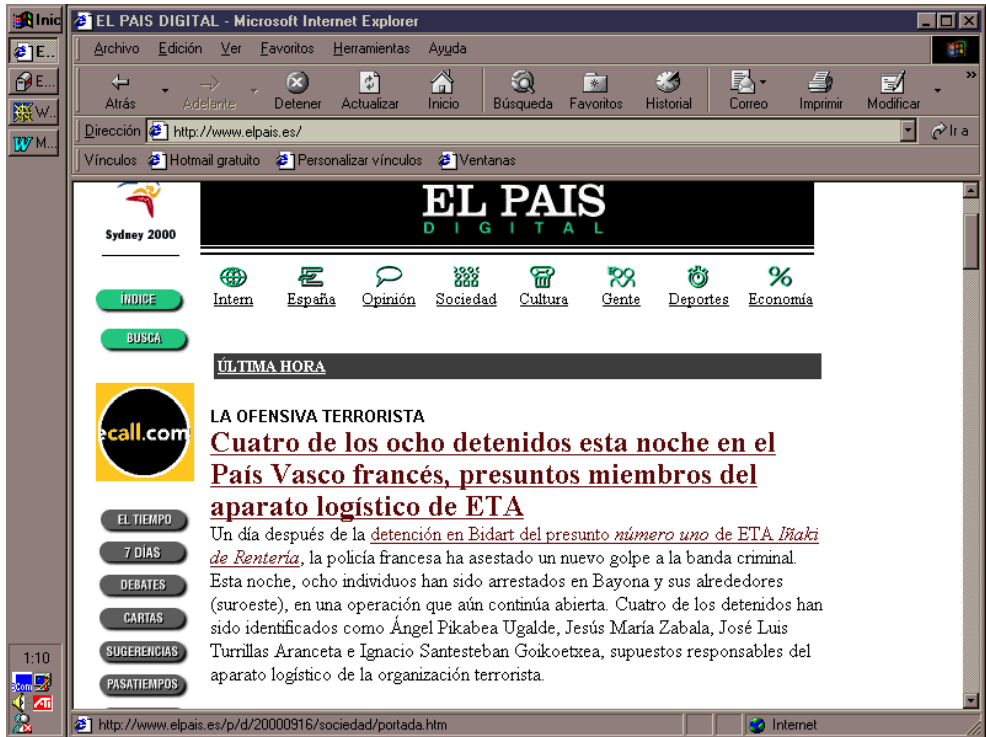 Inic
EL PAIS DIGITAL - Microsoft Internet Explorer
E...
E...
W...
M...
Archivo Edición Ver Favoritos Herramientas Ayuda
Atrás Adelante Detener Actualizar Inicio Búsqueda Favoritos Historial Correo Imprimir Modificar
»
Dirección http://www.elpais.es/ Ir a
Vínculos Hotmail gratuito Personalizar vínculos Ventanas
Sydney 2000
EL PAIS
DIGITAL
Intern España Opinión Sociedad Cultura Gente Deportes Economía
ÍNDICE
BUSCA
ÚLTIMA HORA
ecall.com
LA OFENSIVA TERRORISTA
Cuatro de los ocho detenidos esta noche en el
País Vasco francés, presuntos miembros del
aparato logístico de ETA
Un día después de la detención en Bidart del presunto número uno de ETA Iñaki
de Rentería, la policía francesa ha asestado un nuevo golpe a la banda criminal.
Esta noche, ocho individuos han sido arrestados en Bayona y sus alrededores
(suroeste), en una operación que aún continúa abierta. Cuatro de los detenidos han
sido identificados como Ángel Pikabea Ugalde, Jesús María Zabala, José Luis
Turrillas Aranceta e Ignacio Santesteban Goikoetxea, supuestos responsables del
aparato logístico de la organización terrorista.
EL TIEMPO
7 DÍAS
DEBATES
CARTAS
SUGERENCIAS
PASATIEMPOS
1:10
ATI
http://www.elpais.es/p/d/20000916/sociedad/portada.htm
Internet